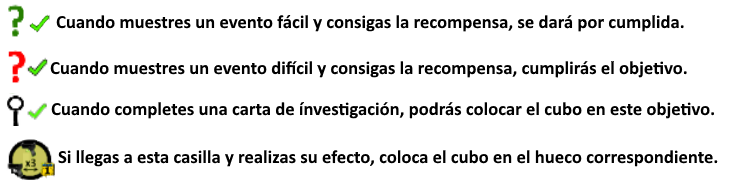 ? Cuando muestres un evento fácil y consigas la recompensa, se dará por cumplida.
? Cuando muestres un evento difícil y consigas la recompensa, cumplirás el objetivo.
Cuando completes una carta de ínvestigación, podrás colocar el cubo en este objetivo.
x3 Si llegas a esta casilla y realizas su efecto, coloca el cubo en el hueco correspondiente.